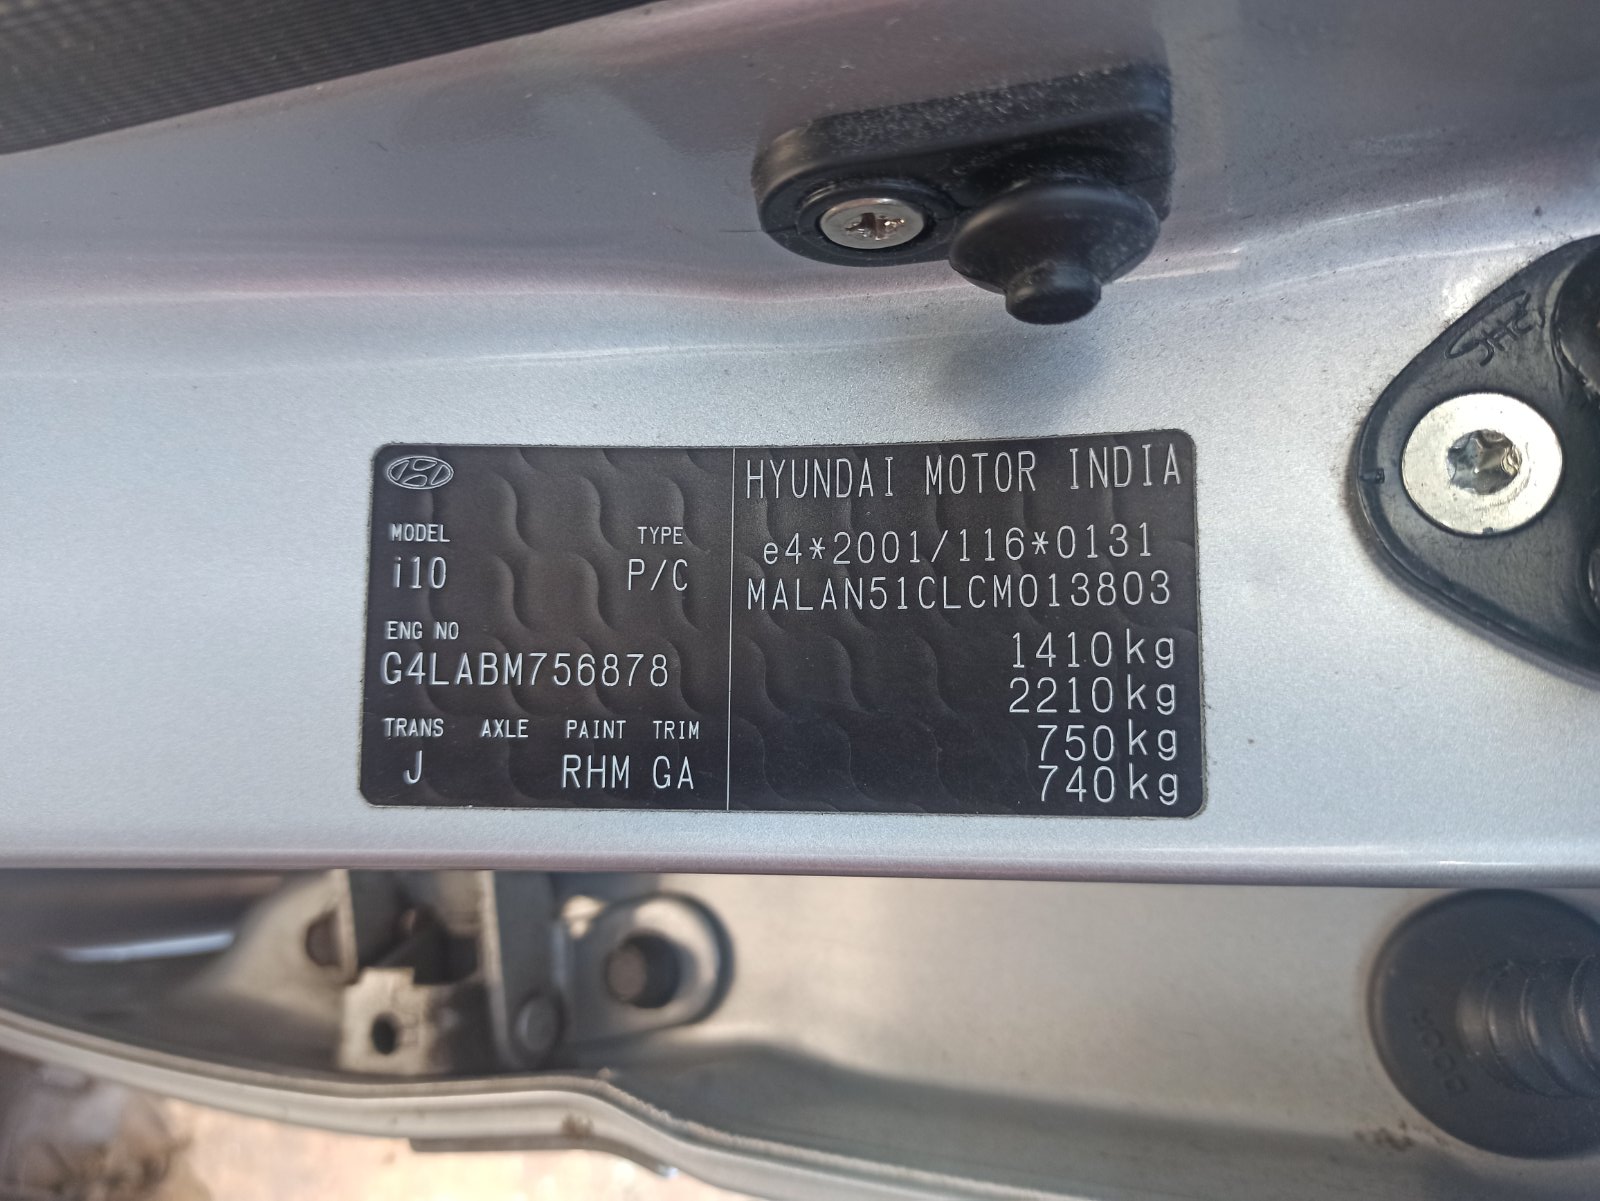 MODEL TYPE
i10 P/C
ENG NO
G4LABM756878
TRANS AXLE PAINT TRIM
J RHM GA
HYUNDAI MOTOR INDIA
e4*2001/116*0131
MALAN51CLCM013803
1410kg
2210kg
750kg
740kg
DOOR